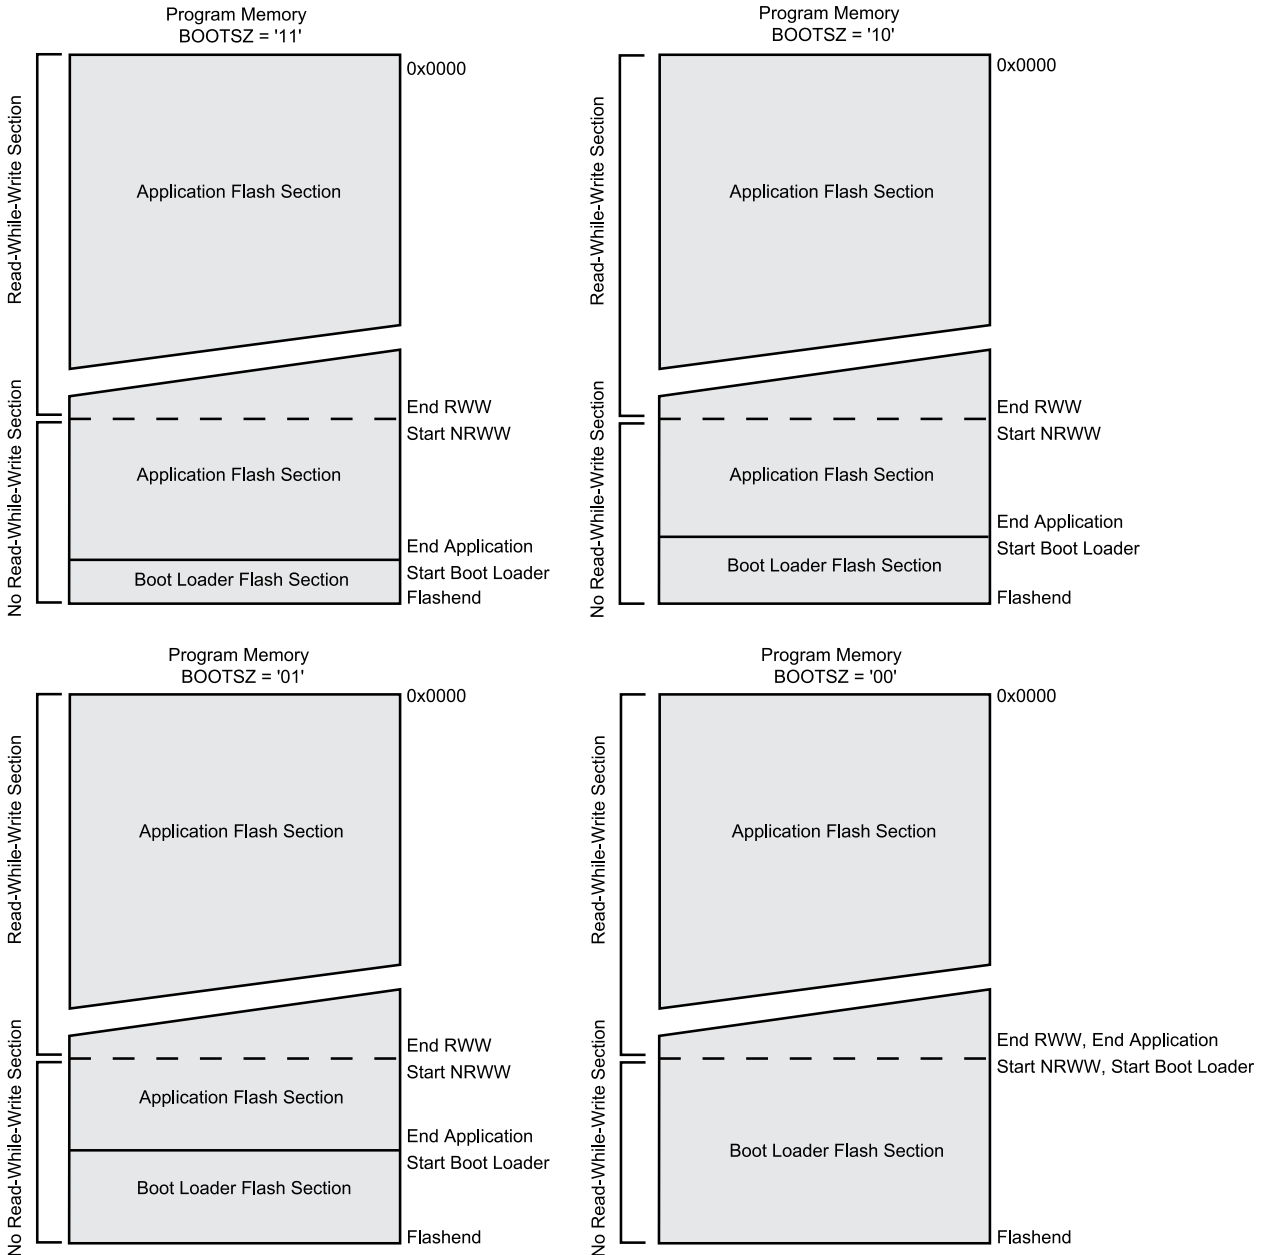 Program Memory
BOOTSZ = '11'
0x0000
Read-While-Write Section
Application Flash Section
End RWW
Start NRWW
No Read-While-Write Section
Application Flash Section
End Application
Start Boot Loader
Boot Loader Flash Section
Flashend
Program Memory
BOOTSZ = '10'
0x0000
Read-While-Write Section
Application Flash Section
End RWW
Start NRWW
No Read-While-Write Section
Application Flash Section
End Application
Start Boot Loader
Boot Loader Flash Section
Flashend
Program Memory
BOOTSZ = '01'
0x0000
Read-While-Write Section
Application Flash Section
End RWW
Start NRWW
No Read-While-Write Section
Application Flash Section
End Application
Start Boot Loader
Boot Loader Flash Section
Flashend
Program Memory
BOOTSZ = '00'
0x0000
Read-While-Write Section
Application Flash Section
End RWW, End Application
Start NRWW, Start Boot Loader
No Read-While-Write Section
Boot Loader Flash Section
Flashend